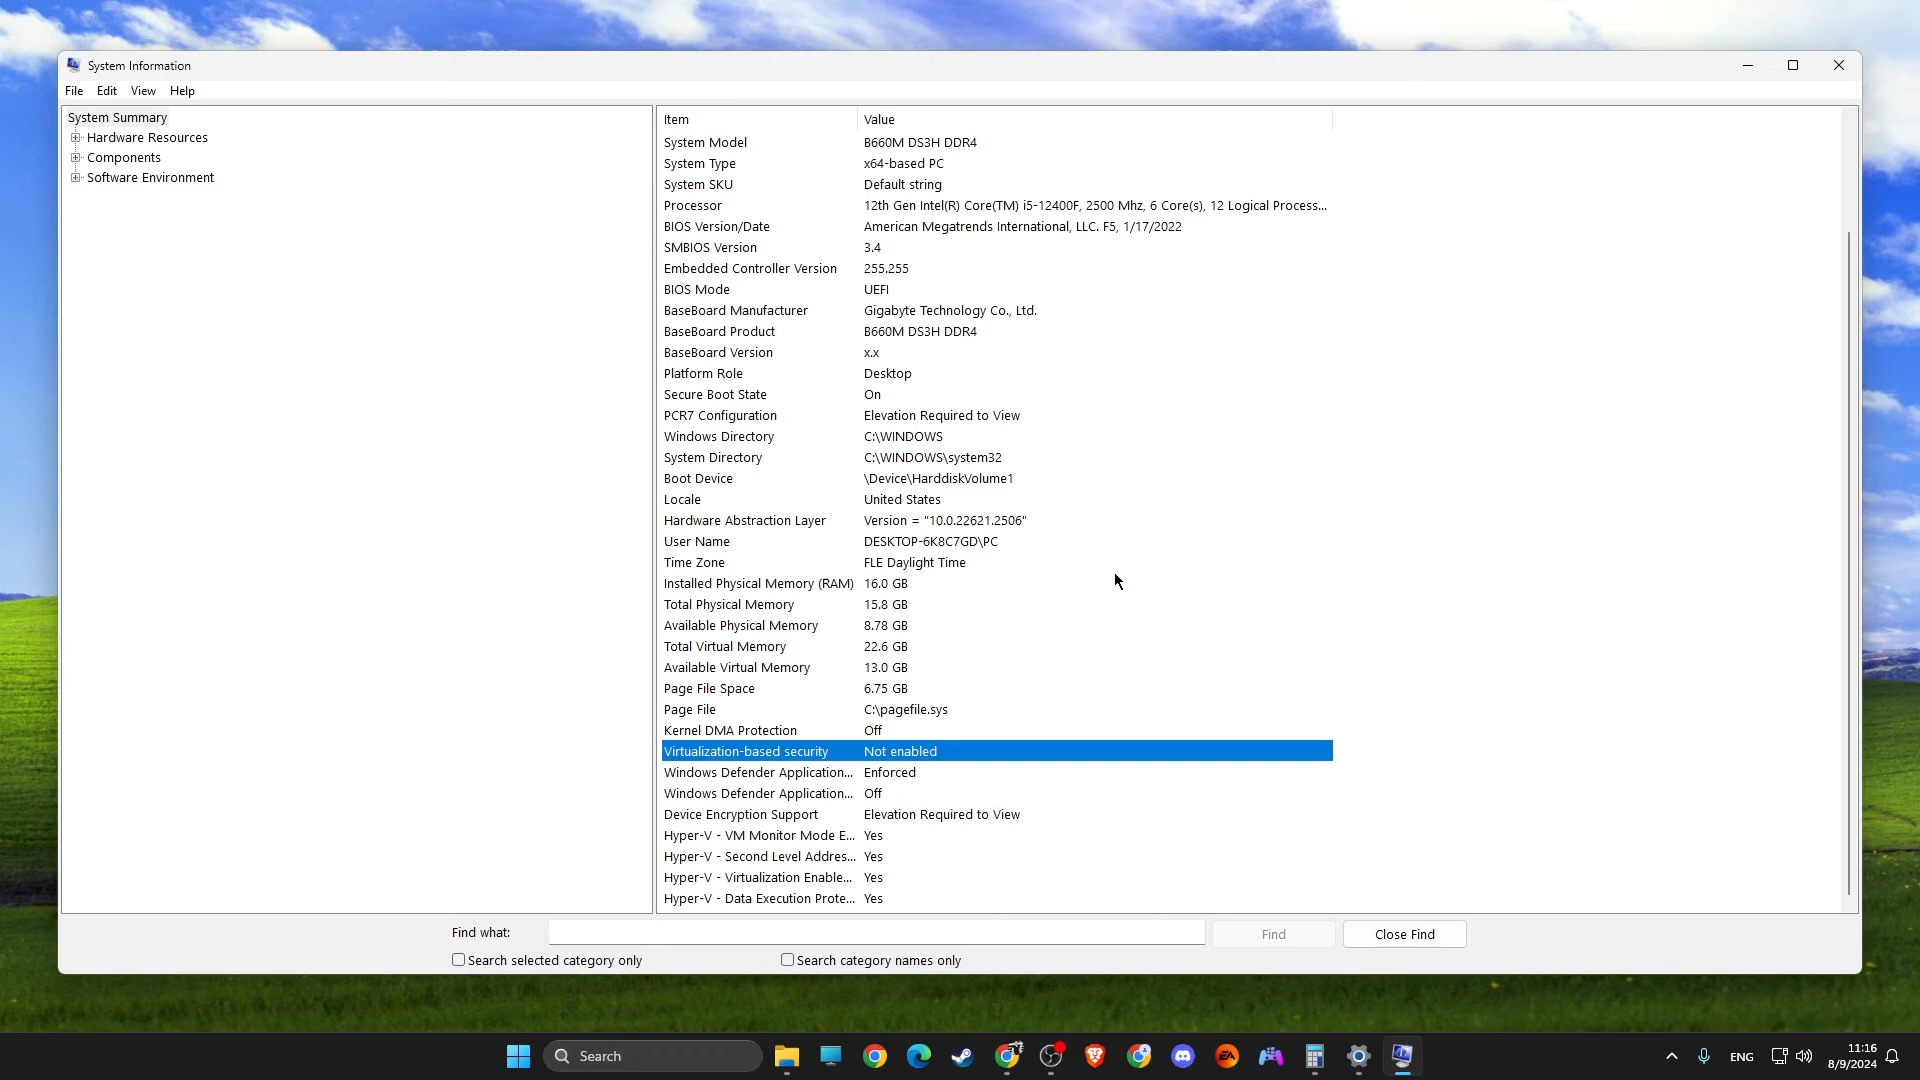 System Information
File Edit View Help
System Summary
Hardware Resources
Components
Software Environment
Item Value
System Model B660M DS3H DDR4
System Type x64-based PC
System SKU Default string
Processor 12th Gen Intel(R) Core(TM) i5-12400F, 2500 Mhz, 6 Core(s), 12 Logical Process...
BIOS Version/Date American Megatrends International, LLC. F5, 1/17/2022
SMBIOS Version 3.4
Embedded Controller Version 255.255
BIOS Mode UEFI
BaseBoard Manufacturer Gigabyte Technology Co., Ltd.
BaseBoard Product B660M DS3H DDR4
BaseBoard Version x.x
Platform Role Desktop
Secure Boot State On
PCR7 Configuration Elevation Required to View
Windows Directory C:\WINDOWS
System Directory C:\WINDOWS\system32
Boot Device \Device\HarddiskVolume1
Locale United States
Hardware Abstraction Layer Version = "10.0.22621.2506"
User Name DESKTOP-6K8C7GD\PC
Time Zone FLE Daylight Time
Installed Physical Memory (RAM) 16.0 GB
Total Physical Memory 15.8 GB
Available Physical Memory 8.78 GB
Total Virtual Memory 22.6 GB
Available Virtual Memory 13.0 GB
Page File Space 6.75 GB
Page File C:\pagefile.sys
Kernel DMA Protection Off
Virtualization-based security Not enabled
Windows Defender Application... Enforced
Windows Defender Application... Off
Device Encryption Support Elevation Required to View
Hyper-V - VM Monitor Mode E... Yes
Hyper-V - Second Level Addres... Yes
Hyper-V - Virtualization Enable... Yes
Hyper-V - Data Execution Prote... Yes
Find what: Find Close Find
Search selected category only Search category names only
Search EA ENG 11:16
8/9/2024